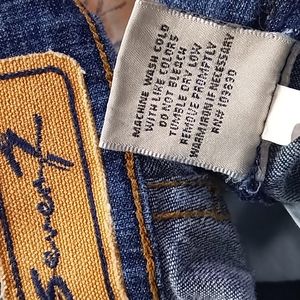 MACHINE WASH COLD
WITH LIKE COLORS
DO NOT BLEACH
TUMBLE DRY LOW
REMOVE PROMPTLY
WARM IRON IF NECESSARY
Seven7